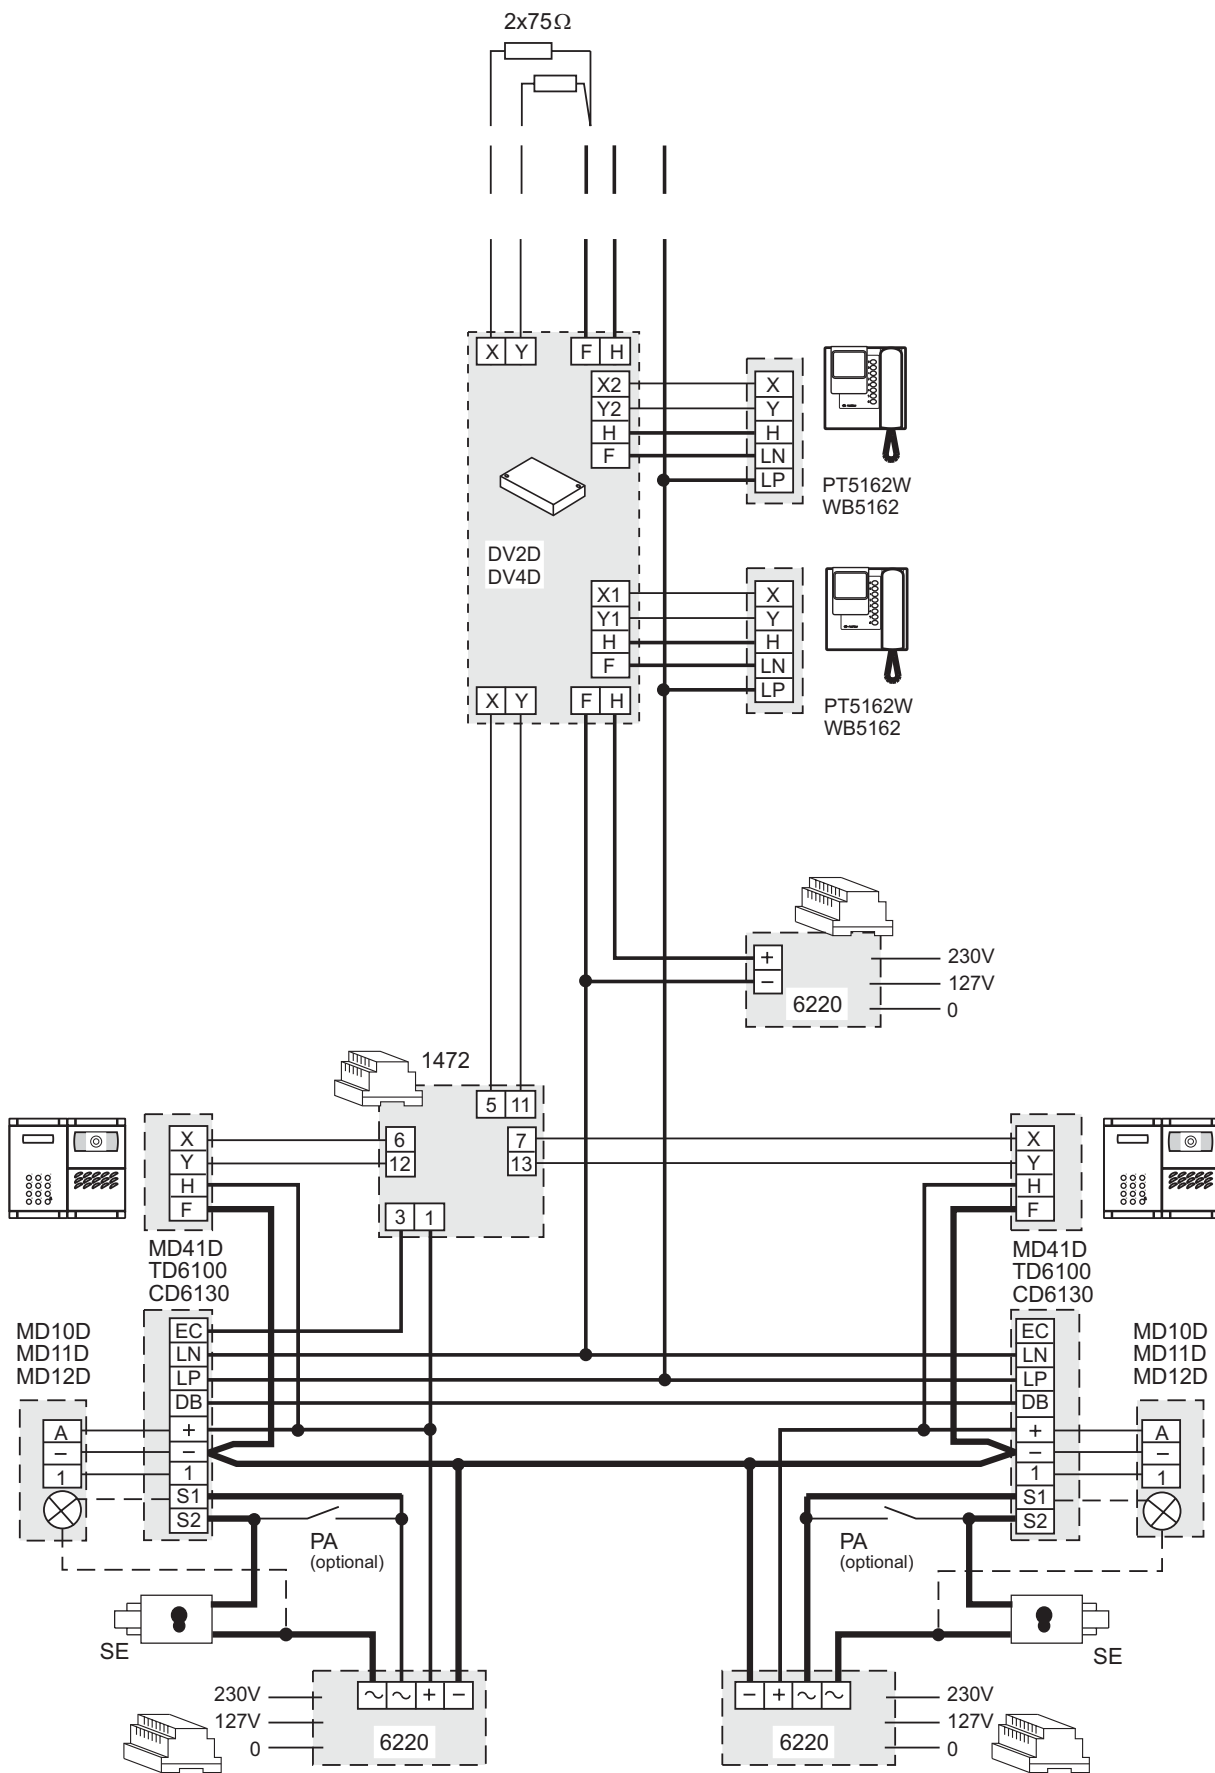 2x75Ω
X Y F H
X2
Y2
H
F
X
Y
H
LN
LP
PT5162W
WB5162
DV2D
DV4D
X1
Y1
H
F
X
Y
H
LN
LP
PT5162W
WB5162
X Y F H
+
–
6220
230V
127V
0
1472
5 11
6
12
7
13
3 1
X
Y
H
F
MD41D
TD6100
CD6130
X
Y
H
F
MD41D
TD6100
CD6130
MD10D
MD11D
MD12D
A
–
1
EC
LN
LP
DB
+
–
1
S1
S2
EC
LN
LP
DB
+
–
1
S1
S2
MD10D
MD11D
MD12D
A
–
1
PA
(optional)
PA
(optional)
SE
SE
230V
127V
0
~ ~ + –
6220
– + ~ ~
6220
230V
127V
0